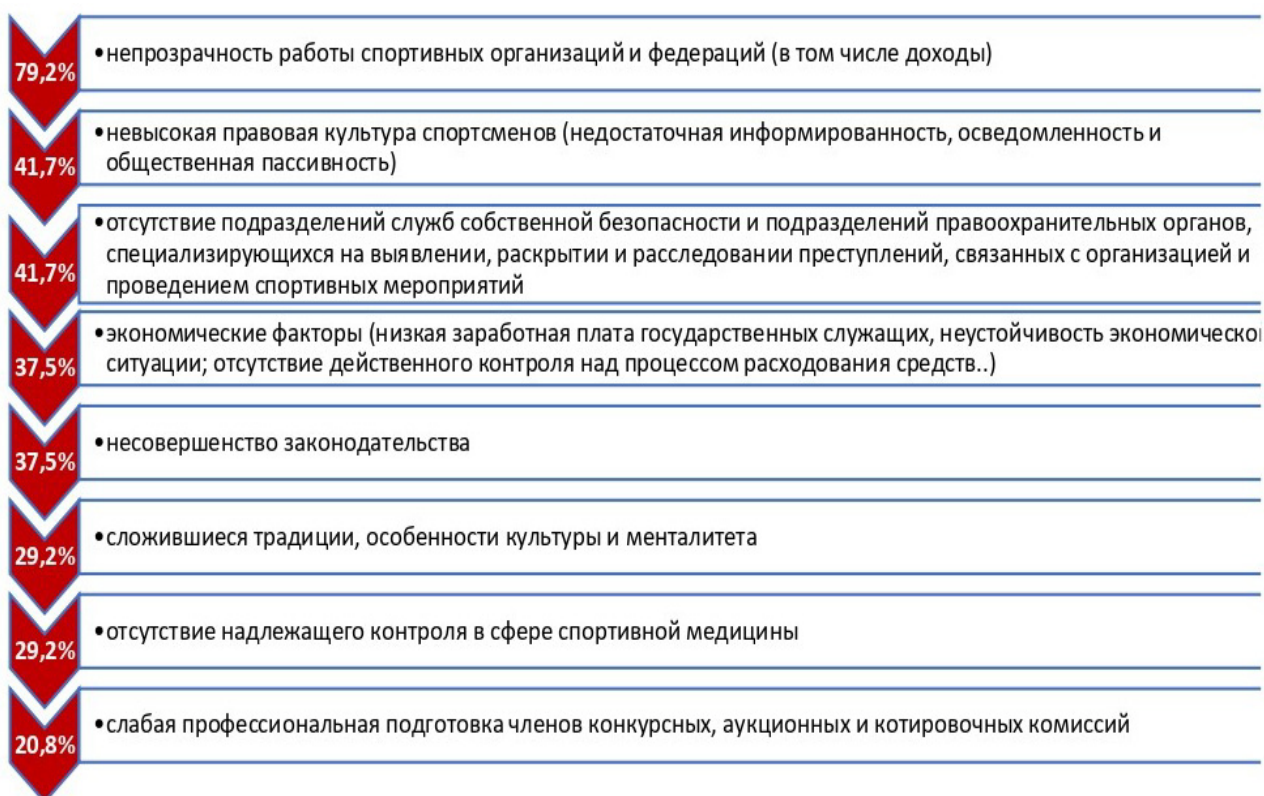 79,2%
•непрозрачность работы спортивных организаций и федераций (в том числе доходы)
41,7%
•невысокая правовая культура спортсменов (недостаточная информированность, осведомленность и
общественная пассивность)
41,7%
•отсутствие подразделений служб собственной безопасности и подразделений правоохранительных органов,
специализирующихся на выявлении, раскрытии и расследовании преступлений, связанных с организацией и
проведением спортивных мероприятий
37,5%
•экономические факторы (низкая заработная плата государственных служащих, неустойчивость
ситуации; отсутствие действенного контроля над процессом расходования средств..)
37,5%
•несовершенство законодательства
29,2%
•сложившиеся традиции, особенности культуры и менталитета
29,2%
•отсутствие надлежащего контроля в сфере спортивной медицины
20,8%
•слабая профессиональная подготовка членов конкурсных, аукционных и котировочных комиссий